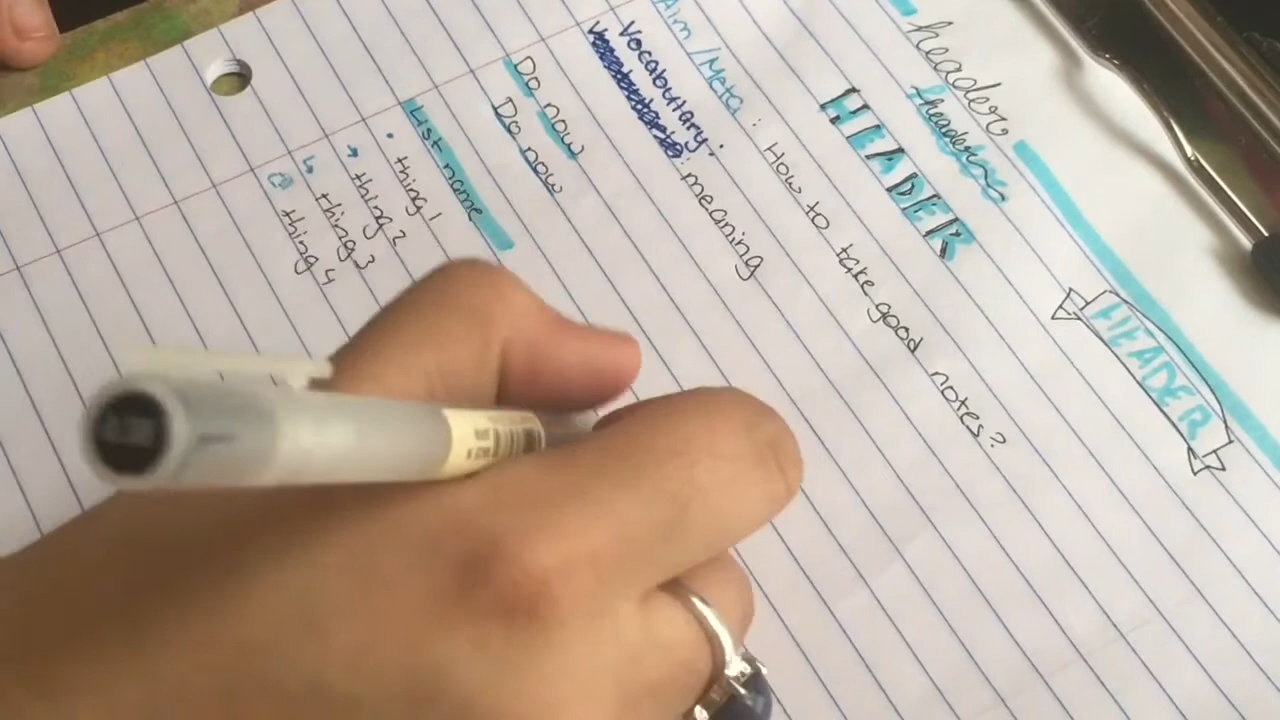 header
header
HEADER
HEADER
Aim/Meta : How to take good notes?
Vocabulary:
: meaning
Do now
Do now
List name
• thing 1
thing 2
thing 3
thing 4